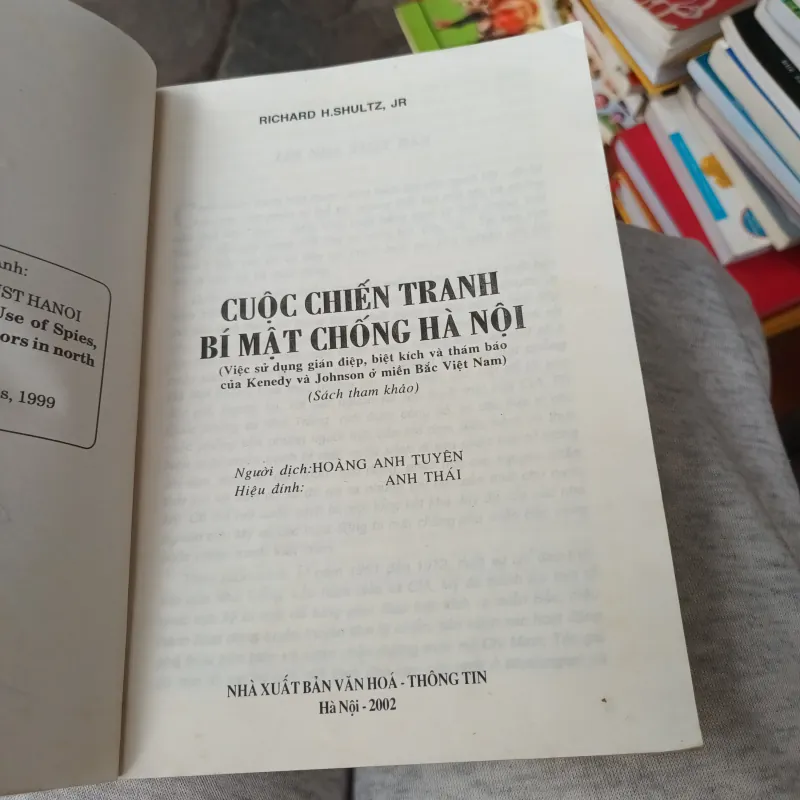 ÁNH:
IST HANOI
Use of Spies,
ors in north
s, 1999
RICHARD H.SHULTZ, JR
CUỘC CHIẾN TRANH
BÍ MẬT CHỐNG HÀ NỘI
(Việc sử dụng gián điệp, biệt kích và thám báo
của Kenedy và Johnson ở miền Bắc Việt Nam)
(Sách tham khảo)
Người dịch:HOÀNG ANH TUYÊN
Hiệu đính: ANH THÁI
NHÀ XUẤT BẢN VĂN HOÁ - THÔNG TIN
Hà Nội - 2002